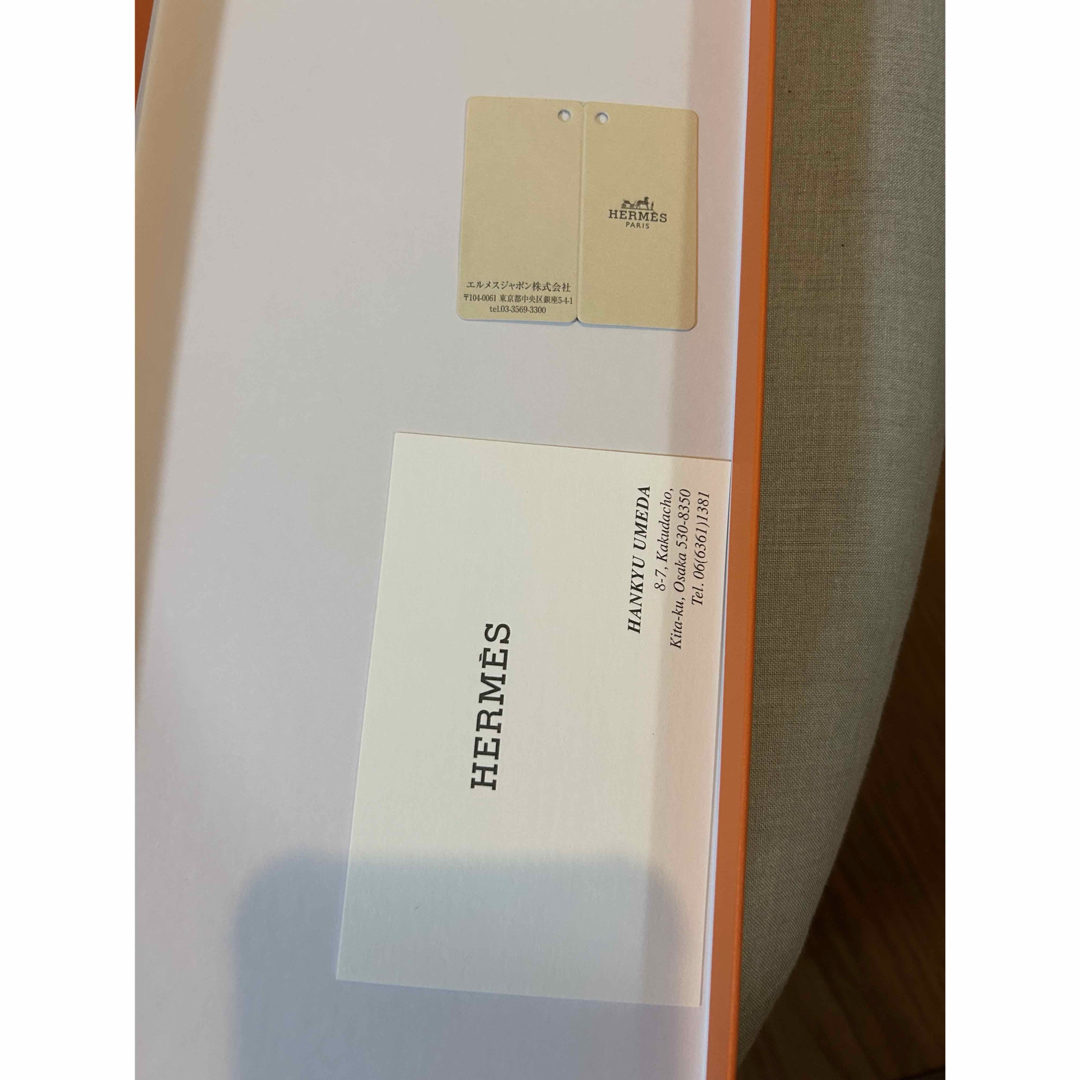 HERMÈS
PARIS
エルメスジャポン株式会社
〒104-0061 東京都中央区銀座5-4-1
tel.03-3569-3300
HERMÈS
HANKYU UMEDA
8-7, Kakudacho,
Kita-ku, Osaka 530-8350
Tel. 06(6361)1381